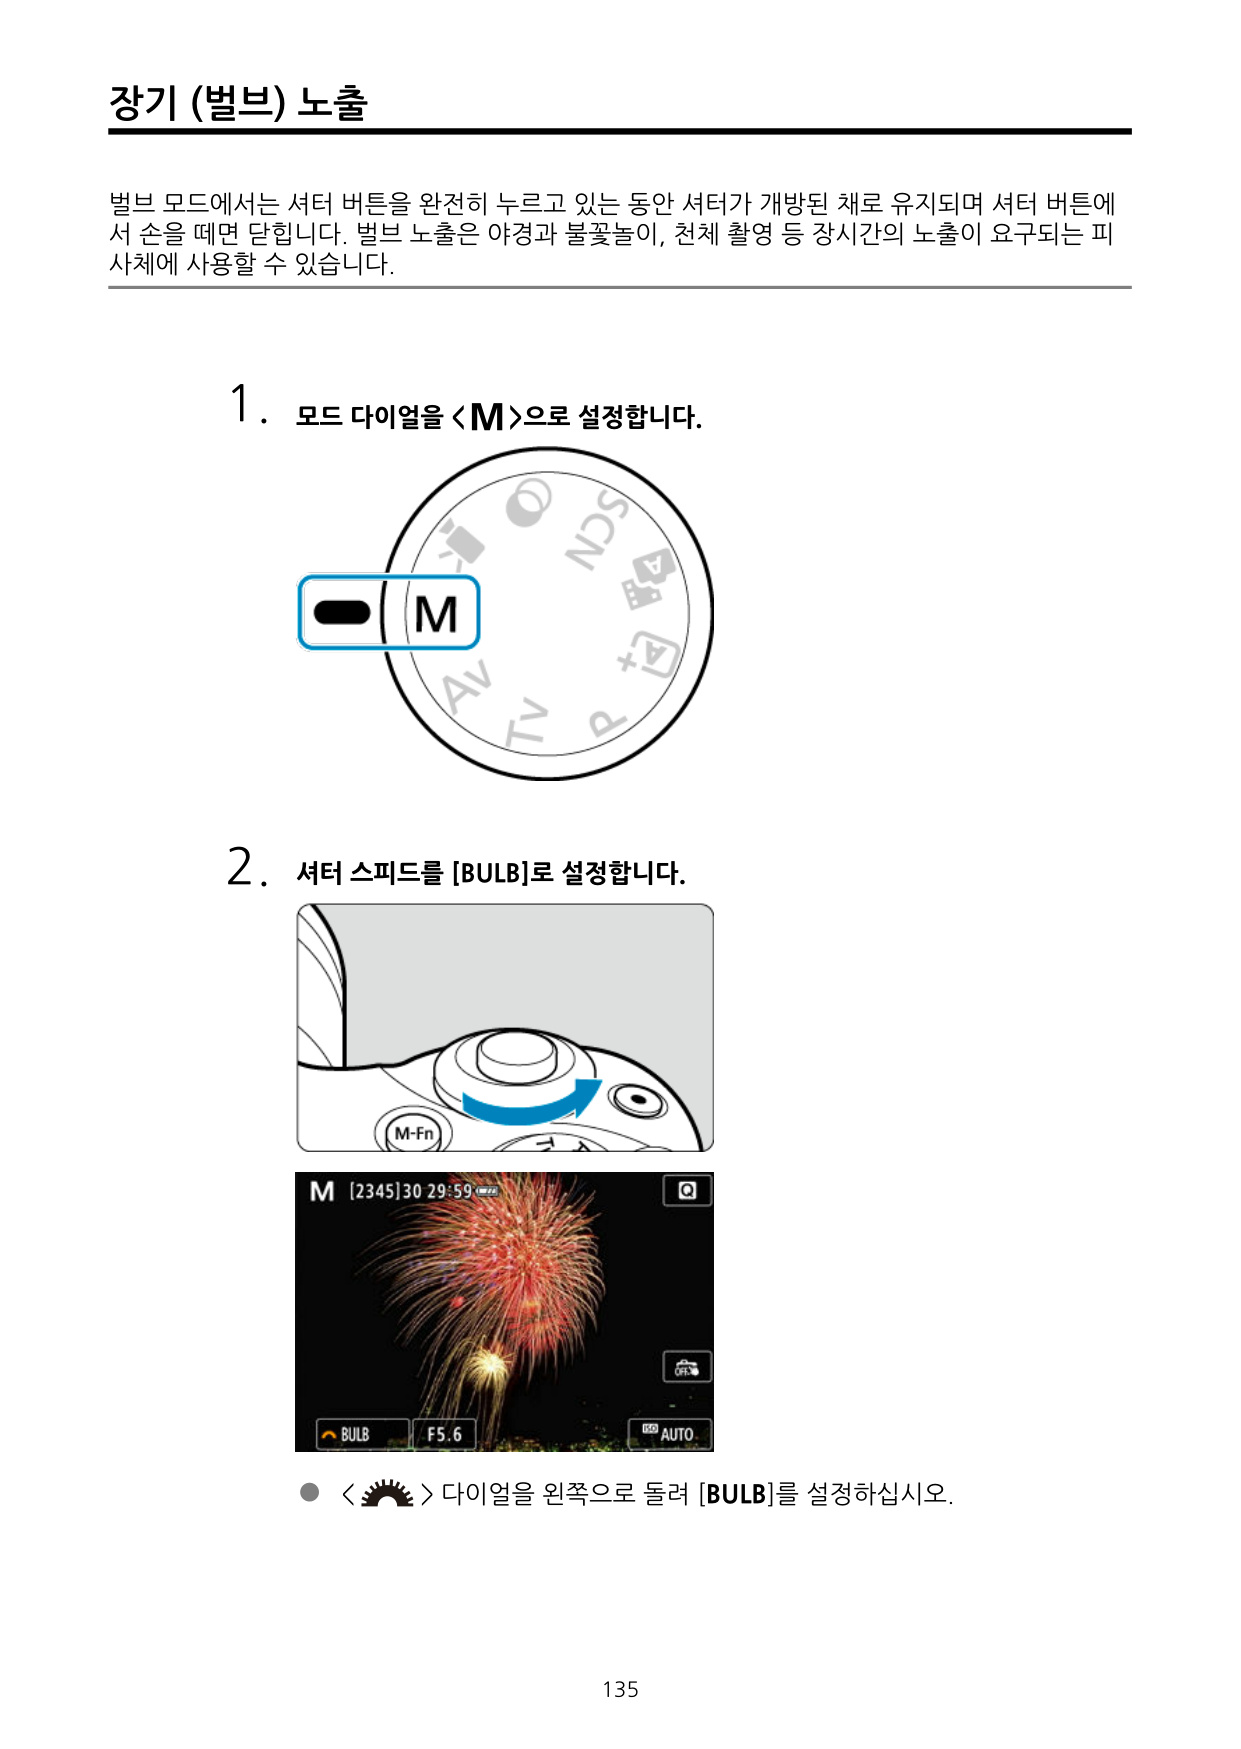 장기 (벌브) 노출
벌브 모드에서는 셔터 버튼을 완전히 누르고 있는 동안 셔터가 개방된 채로 유지되며 셔터 버튼에
서 손을 떼면 닫힙니다. 벌브 노출은 야경과 불꽃놀이, 천체 촬영 등 장시간의 노출이 요구되는 피
사체에 사용할 수 있습니다.
1. 모드 다이얼을 <M>으로 설정합니다.
SCN
A
M
A+
Av
Tv
P
2. 셔터 스피드를 [BULB]로 설정합니다.
M-Fn
M [2345]30 29:59
Q
OFF
BULB F5.6 ISO AUTO
● < > 다이얼을 왼쪽으로 돌려 [BULB]를 설정하십시오.
135